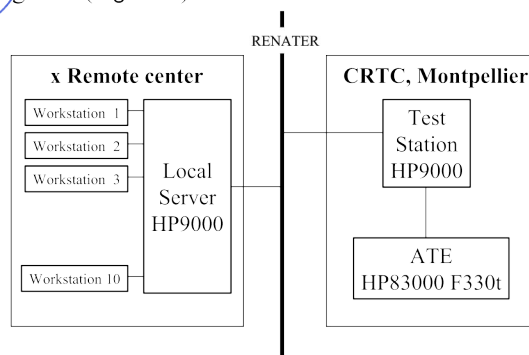 RENATER
x Remote center
Workstation 1
Workstation 2
Workstation 3
Workstation 10
Local
Server
HP9000
CRTC, Montpellier
Test
Station
HP9000
ATE
HP83000 F330t